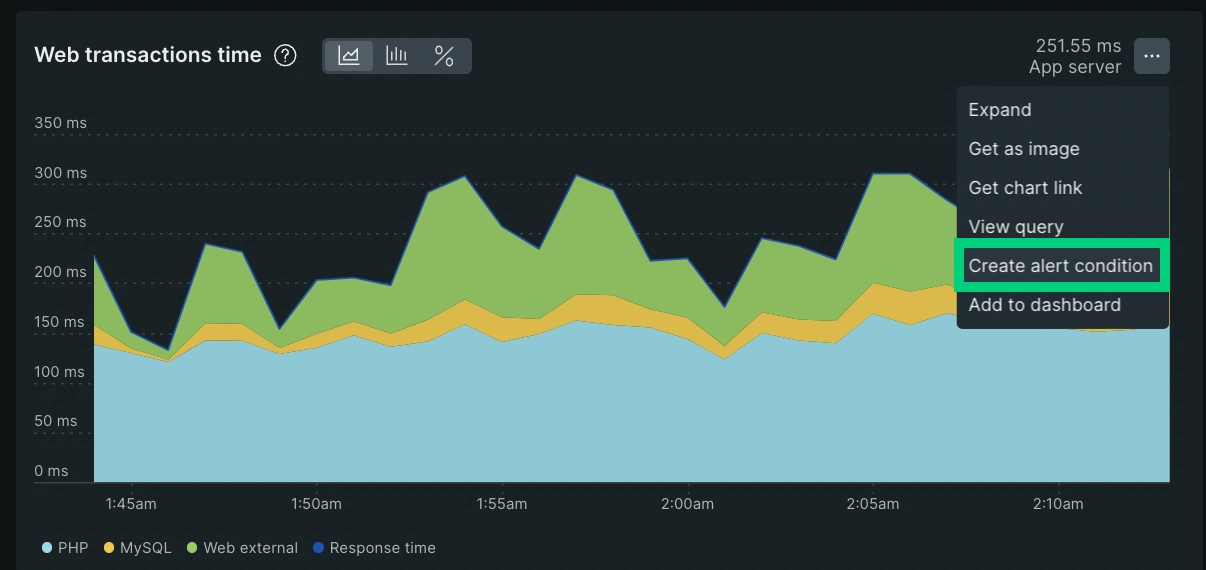 Web transactions time ?
%
251.55 ms
App server
...
Expand
Get as image
Get chart link
View query
Create alert condition
Add to dashboard
350 ms
300 ms
250 ms
200 ms
150 ms
100 ms
50 ms
0 ms
1:45am 1:50am 1:55am 2:00am 2:05am 2:10am
PHP MySQL Web external Response time